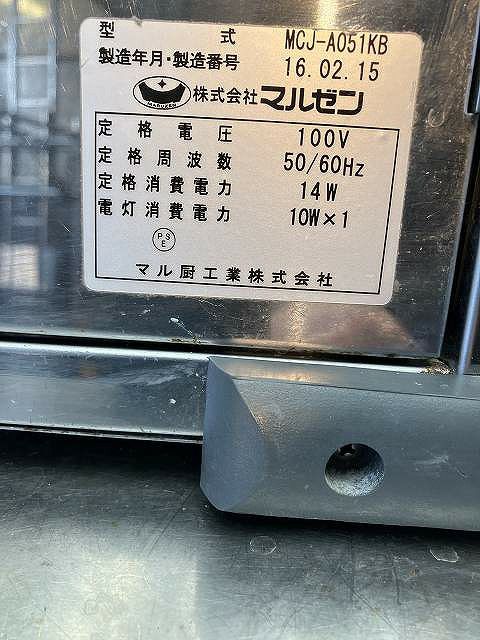 型式 MCJ-A051KB
製造年月・製造番号 16.02.15
MARUZEN 株式会社マルゼン
定格電圧 100V
定格周波数 50/60Hz
定格消費電力 14W
電灯消費電力 10W×1
PS
E
マル厨工業株式会社